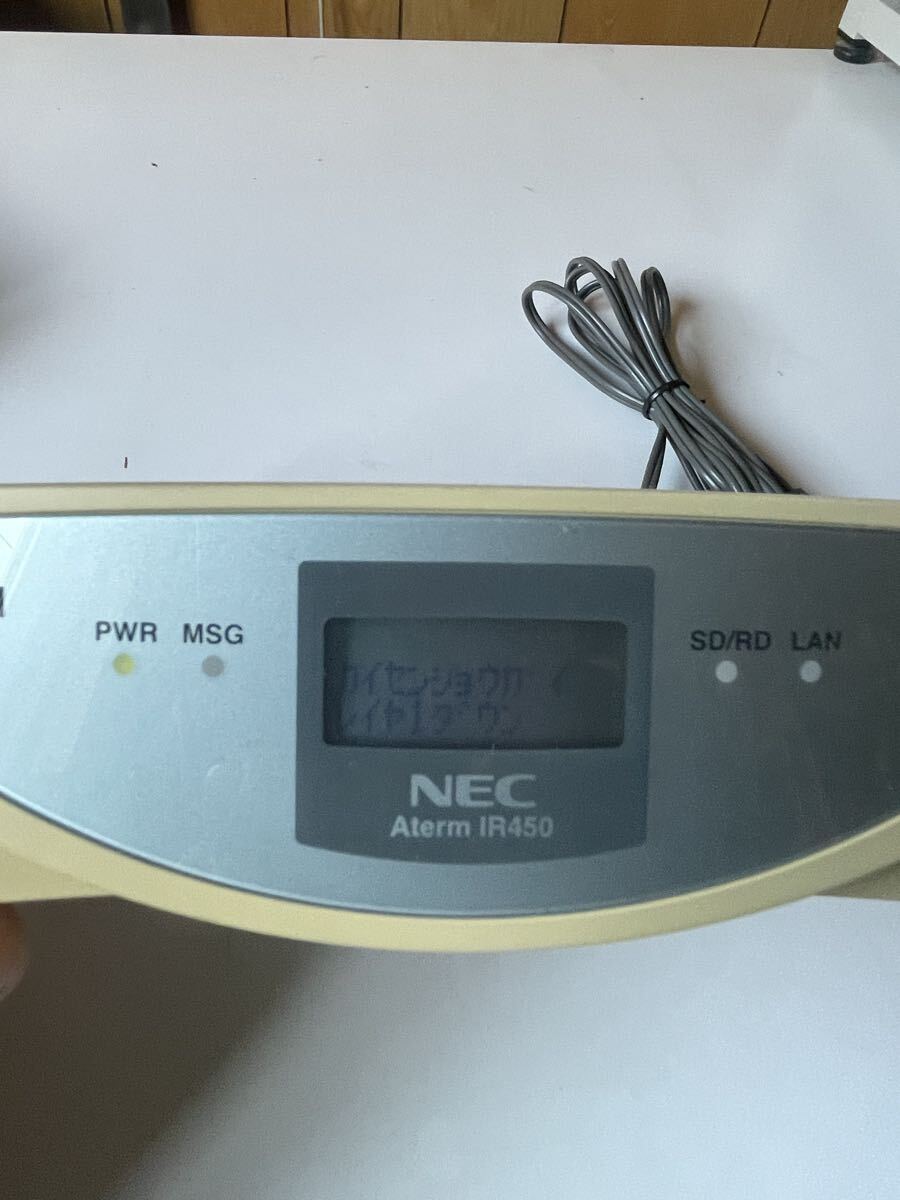 PWR MSG
SD/RD LAN
カイセンショウガイ
レイヤ1ダウン
NEC
Aterm IR450